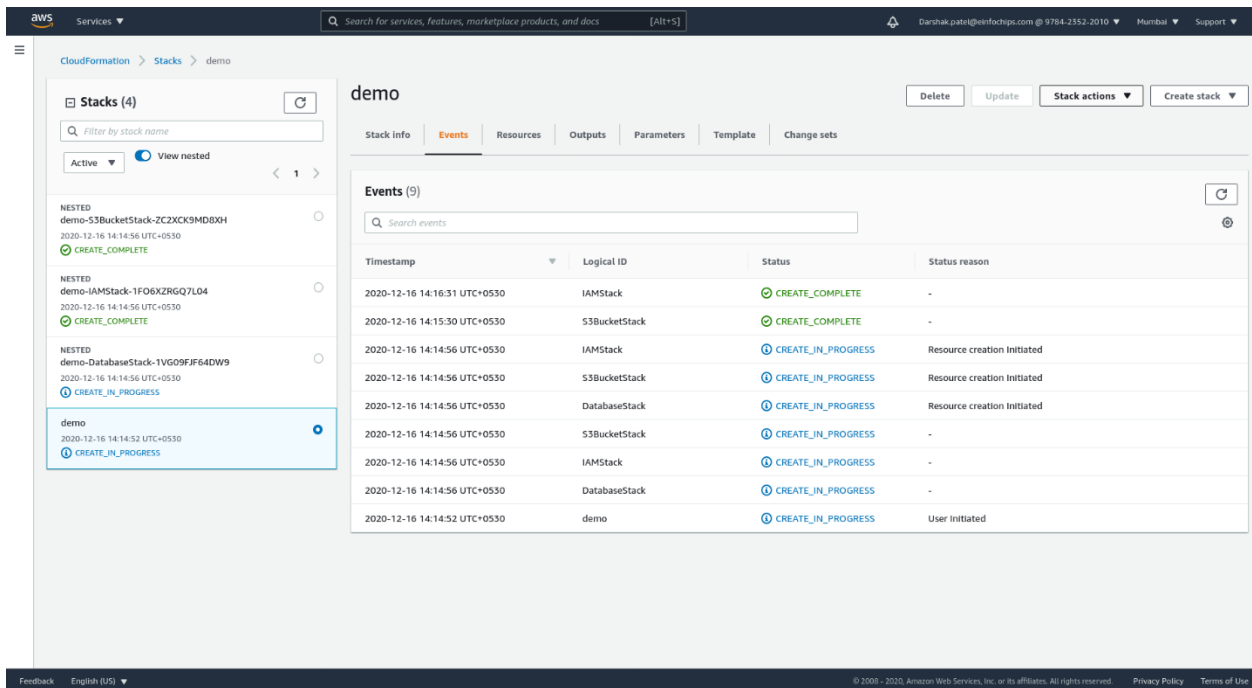 aws Services ▼ Search for services, features, marketplace products, and docs [Alt+S] Darshak.patel@einfochips.com @ 9784-2352-2010 ▼ Mumbai ▼ Support ▼
CloudFormation > Stacks > demo
Stacks (4)
Filter by stack name
Active ▼ View nested
< 1 >
NESTED
demo-S3BucketStack-ZC2XCK9MD8XH
2020-12-16 14:14:56 UTC+0530
CREATE_COMPLETE
NESTED
demo-IAMStack-1FO6XZRGQ7L04
2020-12-16 14:14:56 UTC+0530
CREATE_COMPLETE
NESTED
demo-DatabaseStack-1VG09FJF64DW9
2020-12-16 14:14:56 UTC+0530
CREATE_IN_PROGRESS
demo
2020-12-16 14:14:52 UTC+0530
CREATE_IN_PROGRESS
demo
Delete Update Stack actions ▼ Create stack ▼
Stack info Events Resources Outputs Parameters Template Change sets
Events (9)
Search events
Timestamp ▼ Logical ID Status Status reason
2020-12-16 14:16:31 UTC+0530 IAMStack CREATE_COMPLETE -
2020-12-16 14:15:30 UTC+0530 S3BucketStack CREATE_COMPLETE -
2020-12-16 14:14:56 UTC+0530 IAMStack CREATE_IN_PROGRESS Resource creation Initiated
2020-12-16 14:14:56 UTC+0530 S3BucketStack CREATE_IN_PROGRESS Resource creation Initiated
2020-12-16 14:14:56 UTC+0530 DatabaseStack CREATE_IN_PROGRESS Resource creation Initiated
2020-12-16 14:14:56 UTC+0530 S3BucketStack CREATE_IN_PROGRESS -
2020-12-16 14:14:56 UTC+0530 IAMStack CREATE_IN_PROGRESS -
2020-12-16 14:14:56 UTC+0530 DatabaseStack CREATE_IN_PROGRESS -
2020-12-16 14:14:52 UTC+0530 demo CREATE_IN_PROGRESS User Initiated
Feedback English (US) ▼ © 2008 - 2020, Amazon Web Services, Inc. or its affiliates. All rights reserved. Privacy Policy Terms of Use